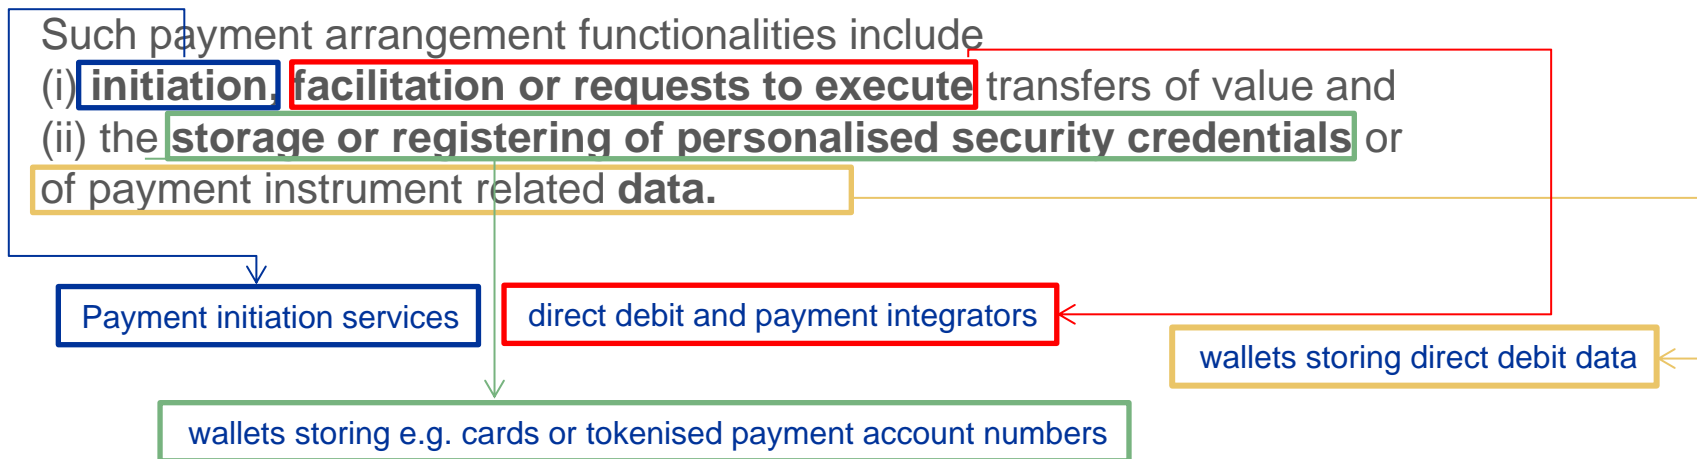 Such payment arrangement functionalities include
(i) initiation, facilitation or requests to execute transfers of value and
(ii) the storage or registering of personalised security credentials or
of payment instrument related data.
Payment initiation services
direct debit and payment integrators
wallets storing direct debit data
wallets storing e.g. cards or tokenised payment account numbers